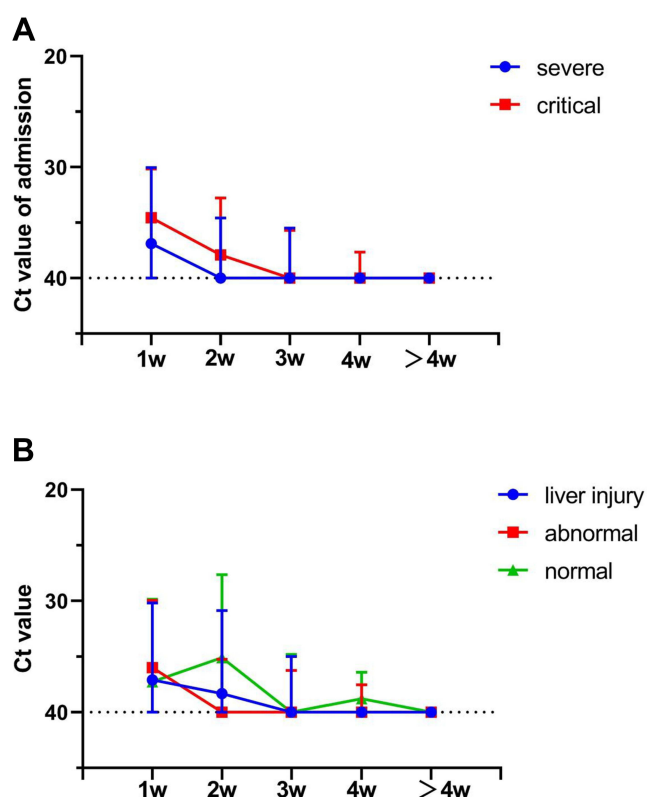 A
Ct value of admission
20
30
40
1w
2w
3w
4w
＞4w
severe
critical
B
Ct value
20
30
40
1w
2w
3w
4w
＞4w
liver injury
abnormal
normal